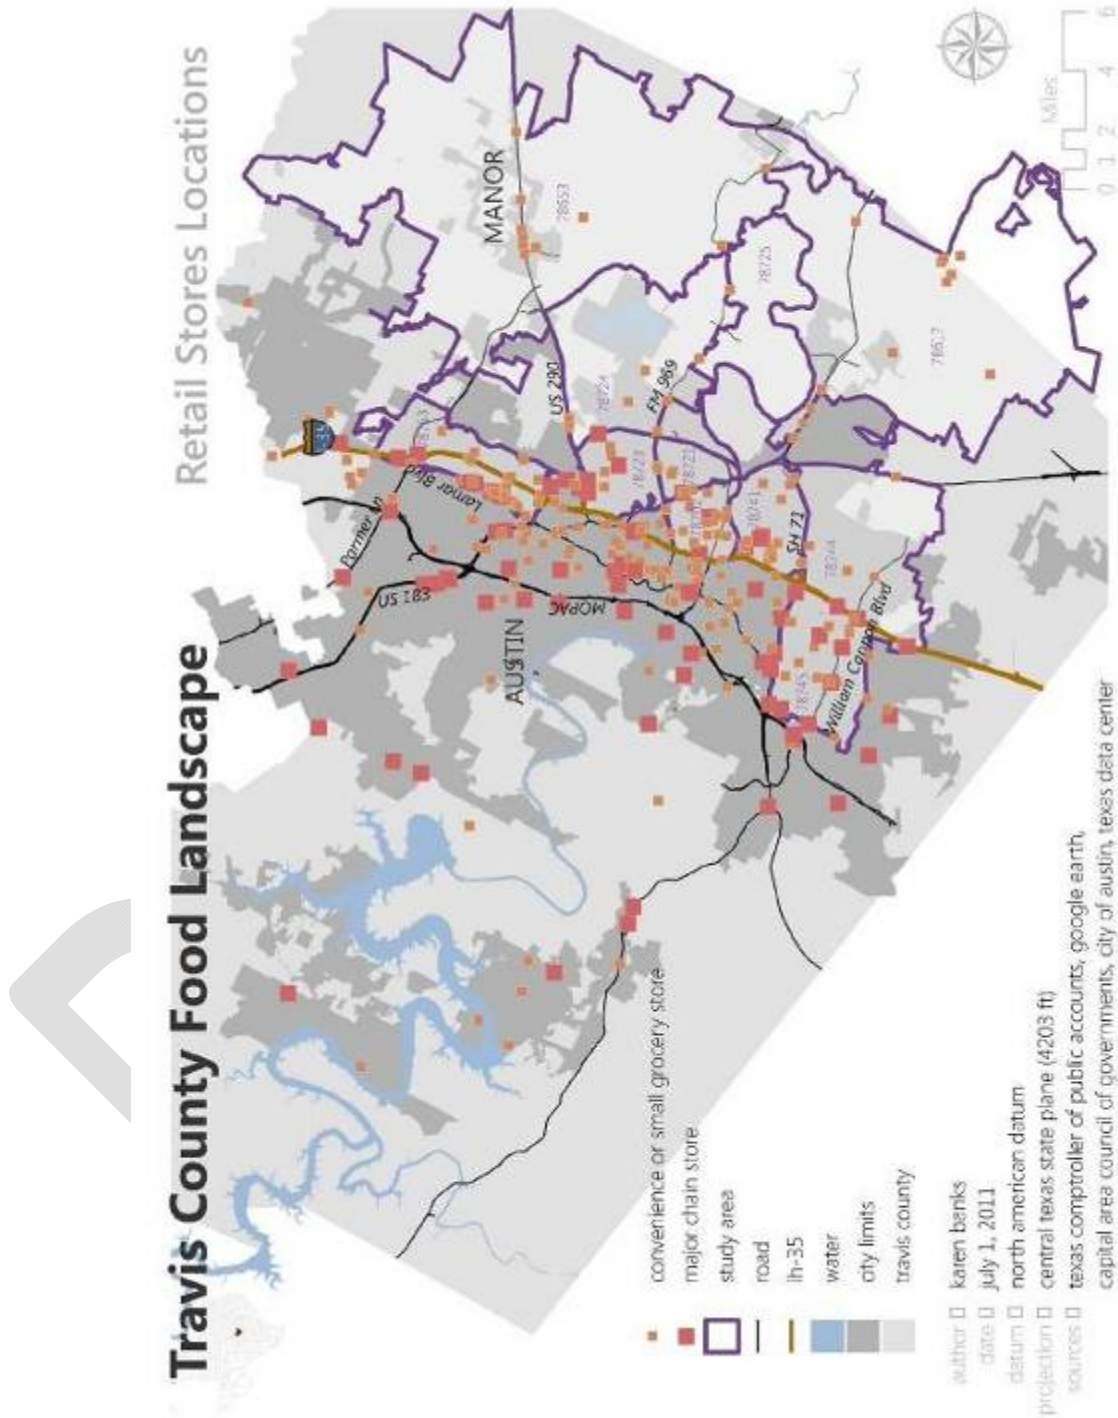 Travis County Food Landscape
Retail Stores Locations
35
Parmer Ln
Lamar Blvd
US 183
MOPAC
AUSTIN
MANOR
US 290
FM 969
SH 71
William Cannon Blvd
78653
78724
78723
78725
78617
78741
78744
78745
convenience or small grocery store
major chain store
study area
road
ih-35
water
city limits
travis county
author karen banks
date july 1, 2011
datum north american datum
projection central texas state plane (4203 ft)
sources texas comptroller of public accounts, google earth,
capital area council of governments, city of austin, texas data center
Miles
0 1 2 4 6